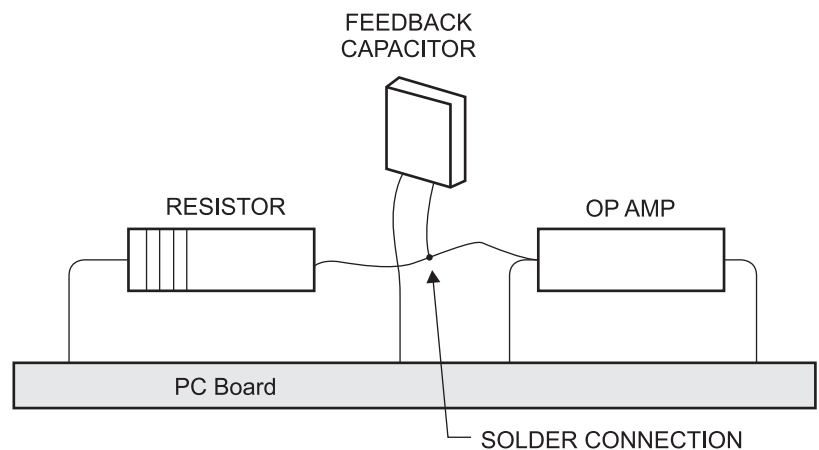 FEEDBACK
CAPACITOR
RESISTOR
OP AMP
PC Board
SOLDER CONNECTION